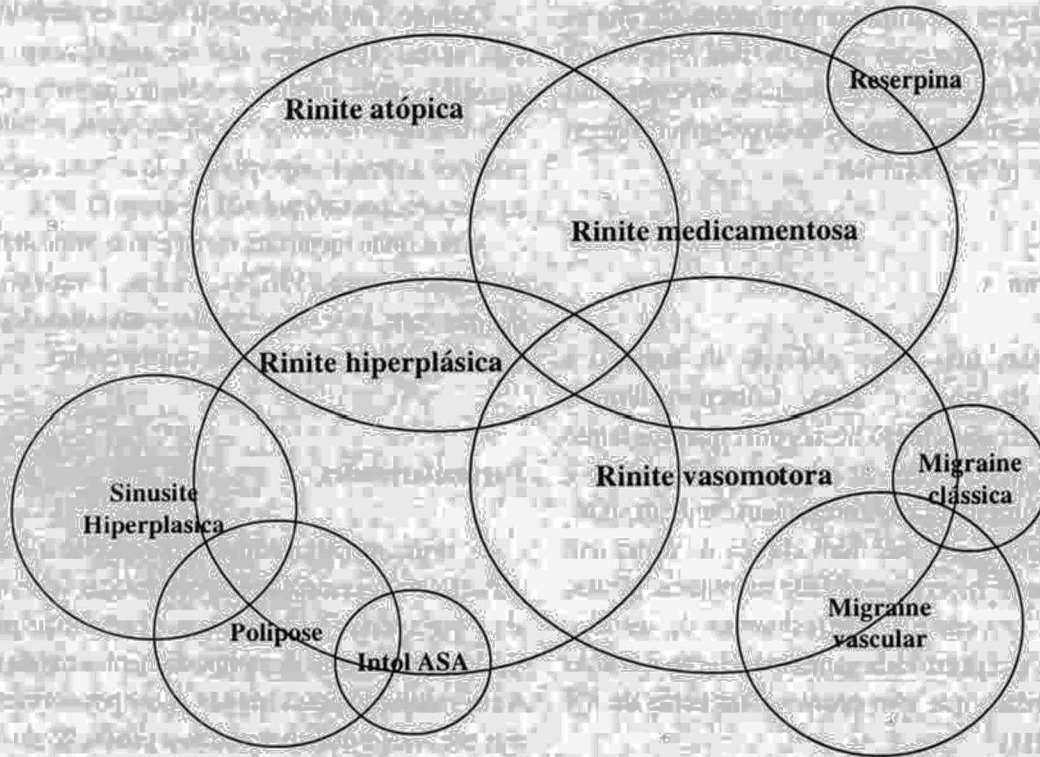 Reserpina
Rinite atópica
Rinite medicamentosa
Rinite hiperplásica
Rinite vasomotora
Migraine
clássica
Sinusite
Hiperplasica
Migraine
vascular
Polipose
Intol ASA